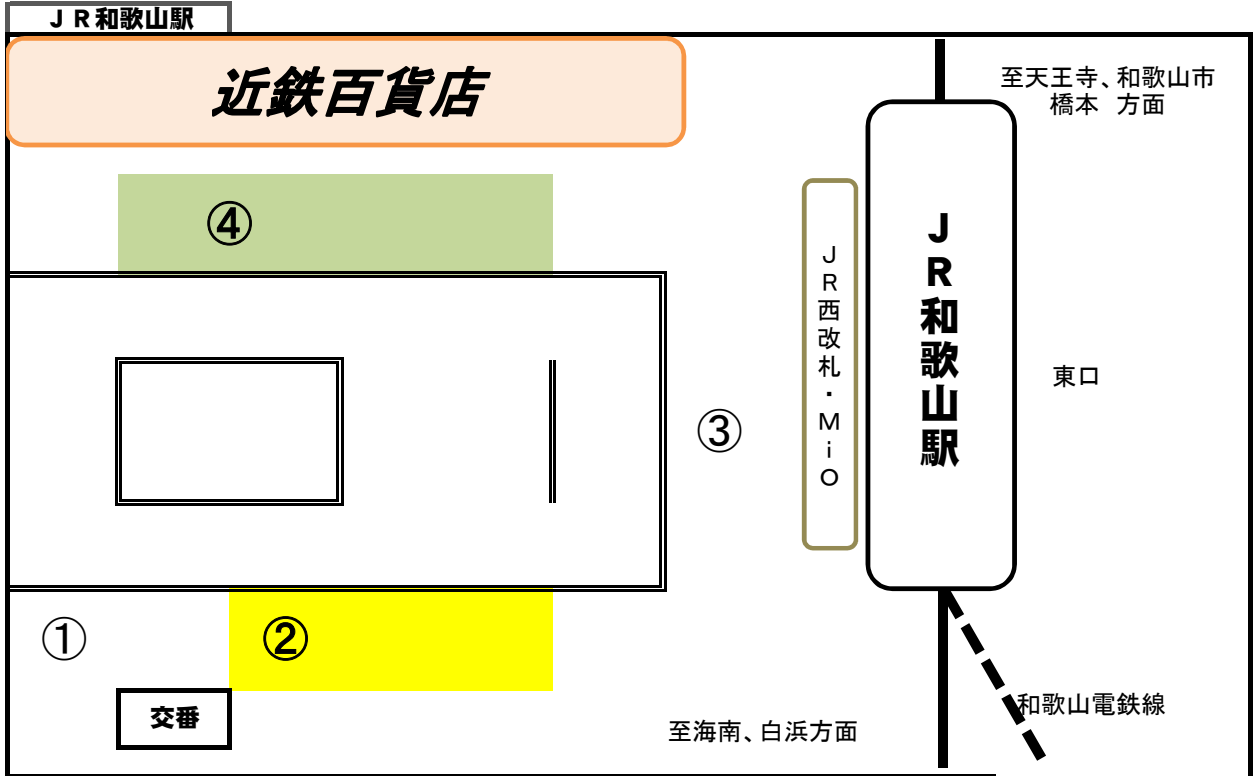 ＪＲ和歌山駅
近鉄百貨店
至天王寺、和歌山市
橋本　方面
④
ＪＲ西改札・ＭｉＯ
ＪＲ和歌山駅
東口
③
①
②
交番
至海南、白浜方面
和歌山電鉄線